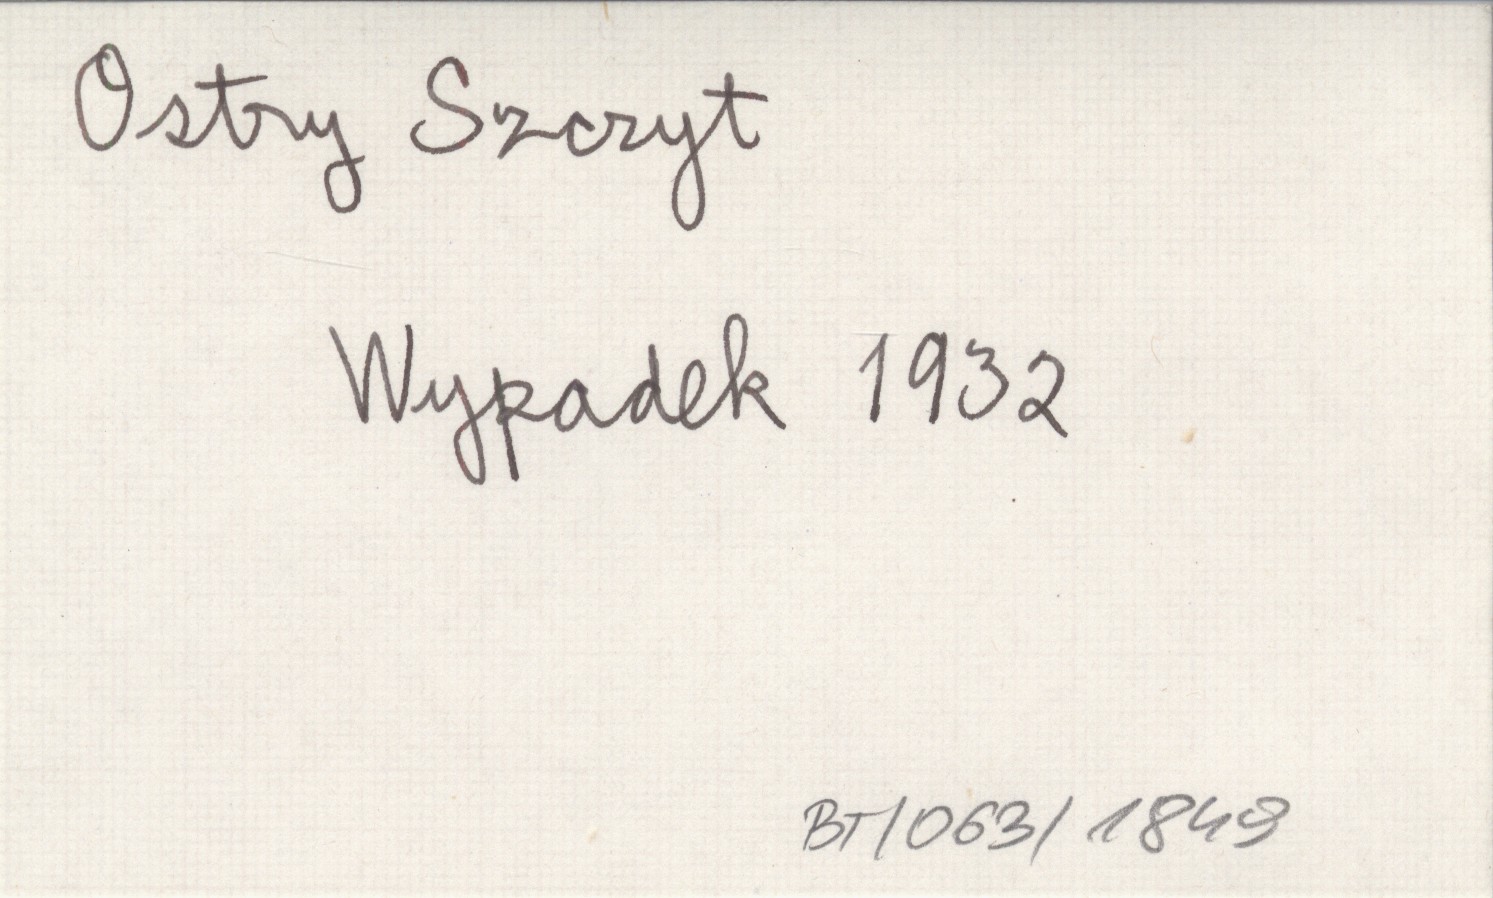 Ostry Szczyt
Wypadek 1932
BT/063/1849